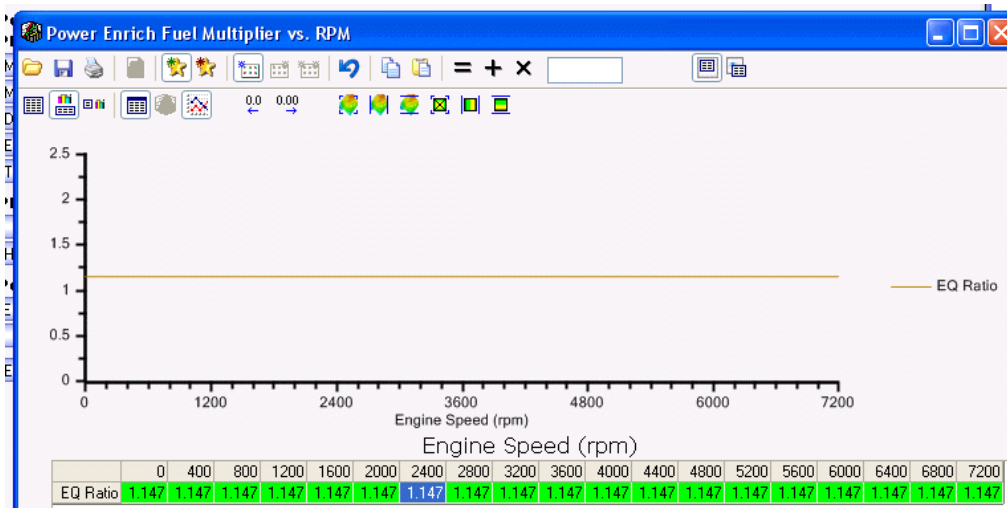 Power Enrich Fuel Multiplier vs. RPM
0.0 0.00
2.5
2
1.5
1
0.5
0
EQ Ratio
0 1200 2400 3600 4800 6000 7200
Engine Speed (rpm)
Engine Speed (rpm)
0 400 800 1200 1600 2000 2400 2800 3200 3600 4000 4400 4800 5200 5600 6000 6400 6800 7200
EQ Ratio 1.147 1.147 1.147 1.147 1.147 1.147 1.147 1.147 1.147 1.147 1.147 1.147 1.147 1.147 1.147 1.147 1.147 1.147 1.147